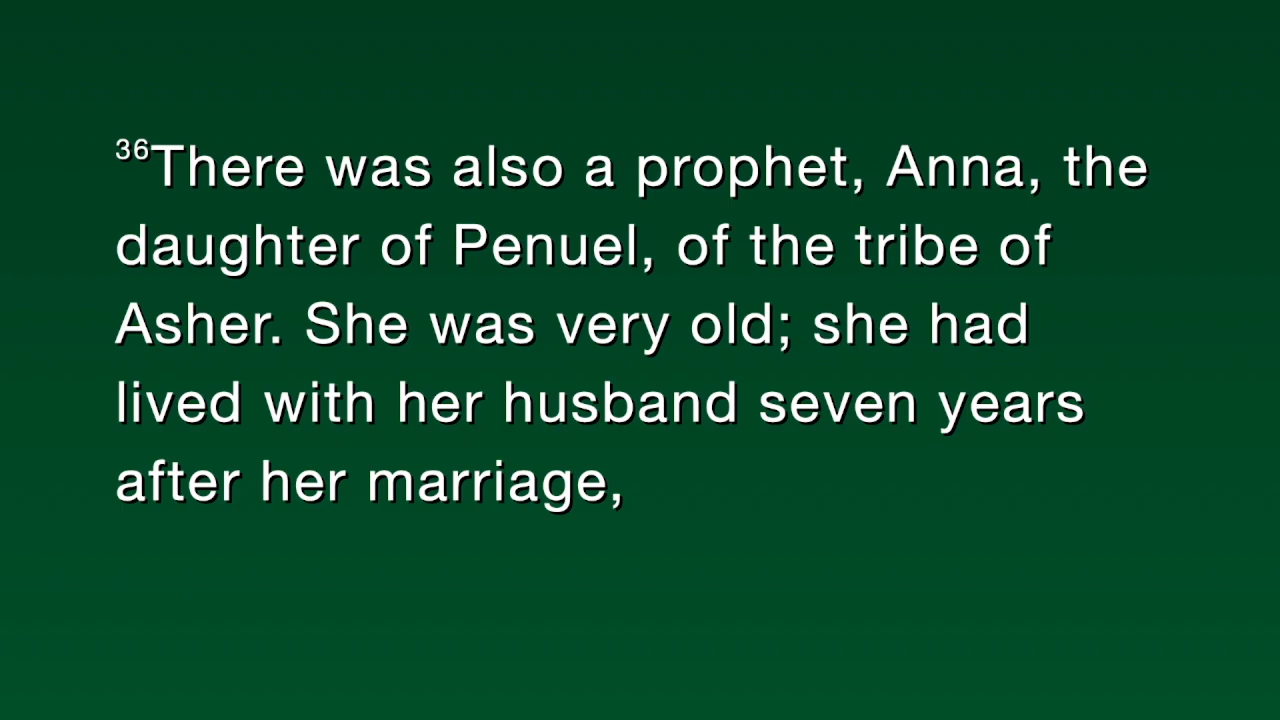 ³⁶There was also a prophet, Anna, the
daughter of Penuel, of the tribe of
Asher. She was very old; she had
lived with her husband seven years
after her marriage,